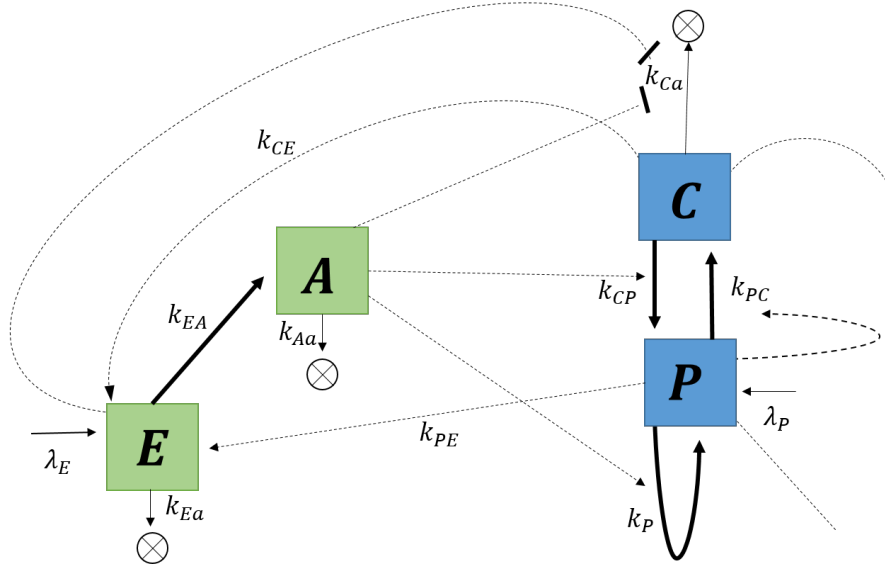 k_Ca
k_CE
C
A
k_CP
k_PC
k_EA
k_Aa
P
λ_P
E
k_PE
λ_E
k_Ea
k_P